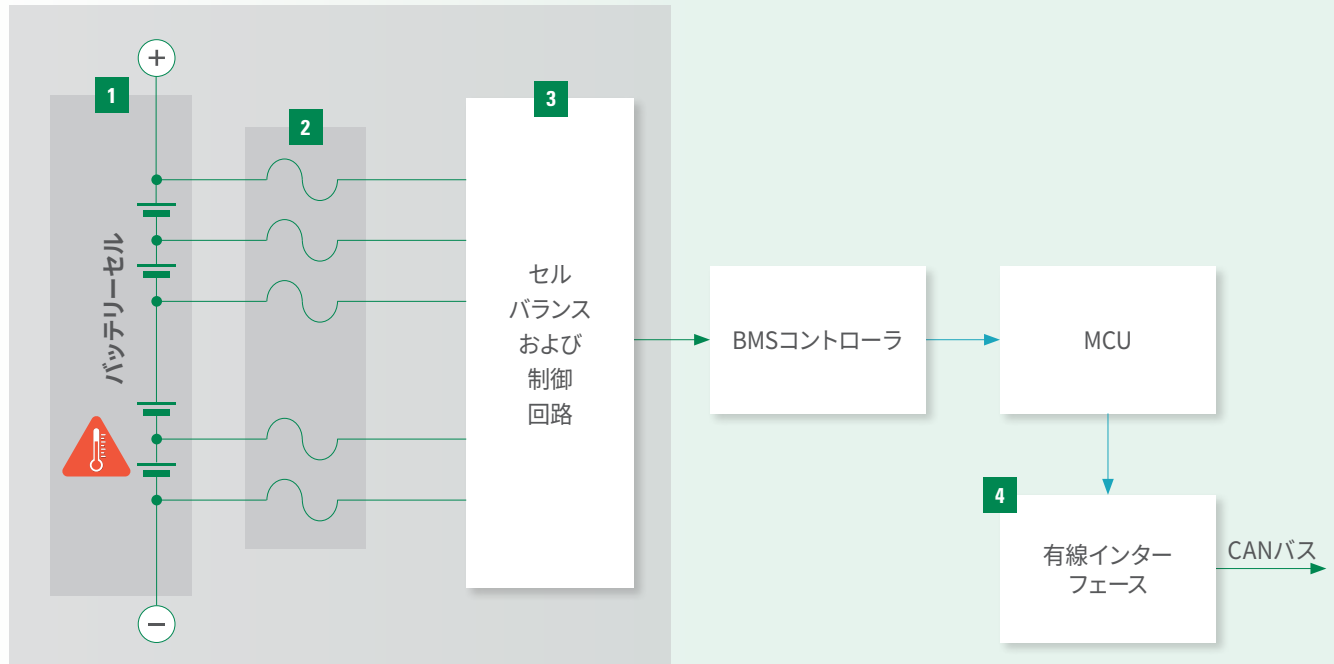 +
1
2
3
バッテリーセル
セル
バランス
および
制御
回路
BMSコントローラ
MCU
4
有線インター
フェース
CANバス
−